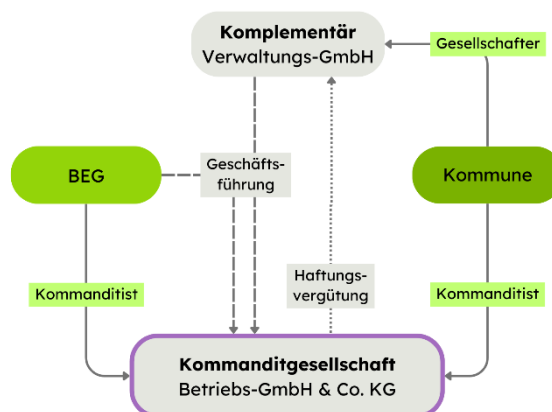 Komplementär
Verwaltungs-GmbH
Gesellschafter
BEG
Geschäfts-
führung
Kommune
Kommanditist
Haftungs-
vergütung
Kommanditist
Kommanditgesellschaft
Betriebs-GmbH & Co. KG